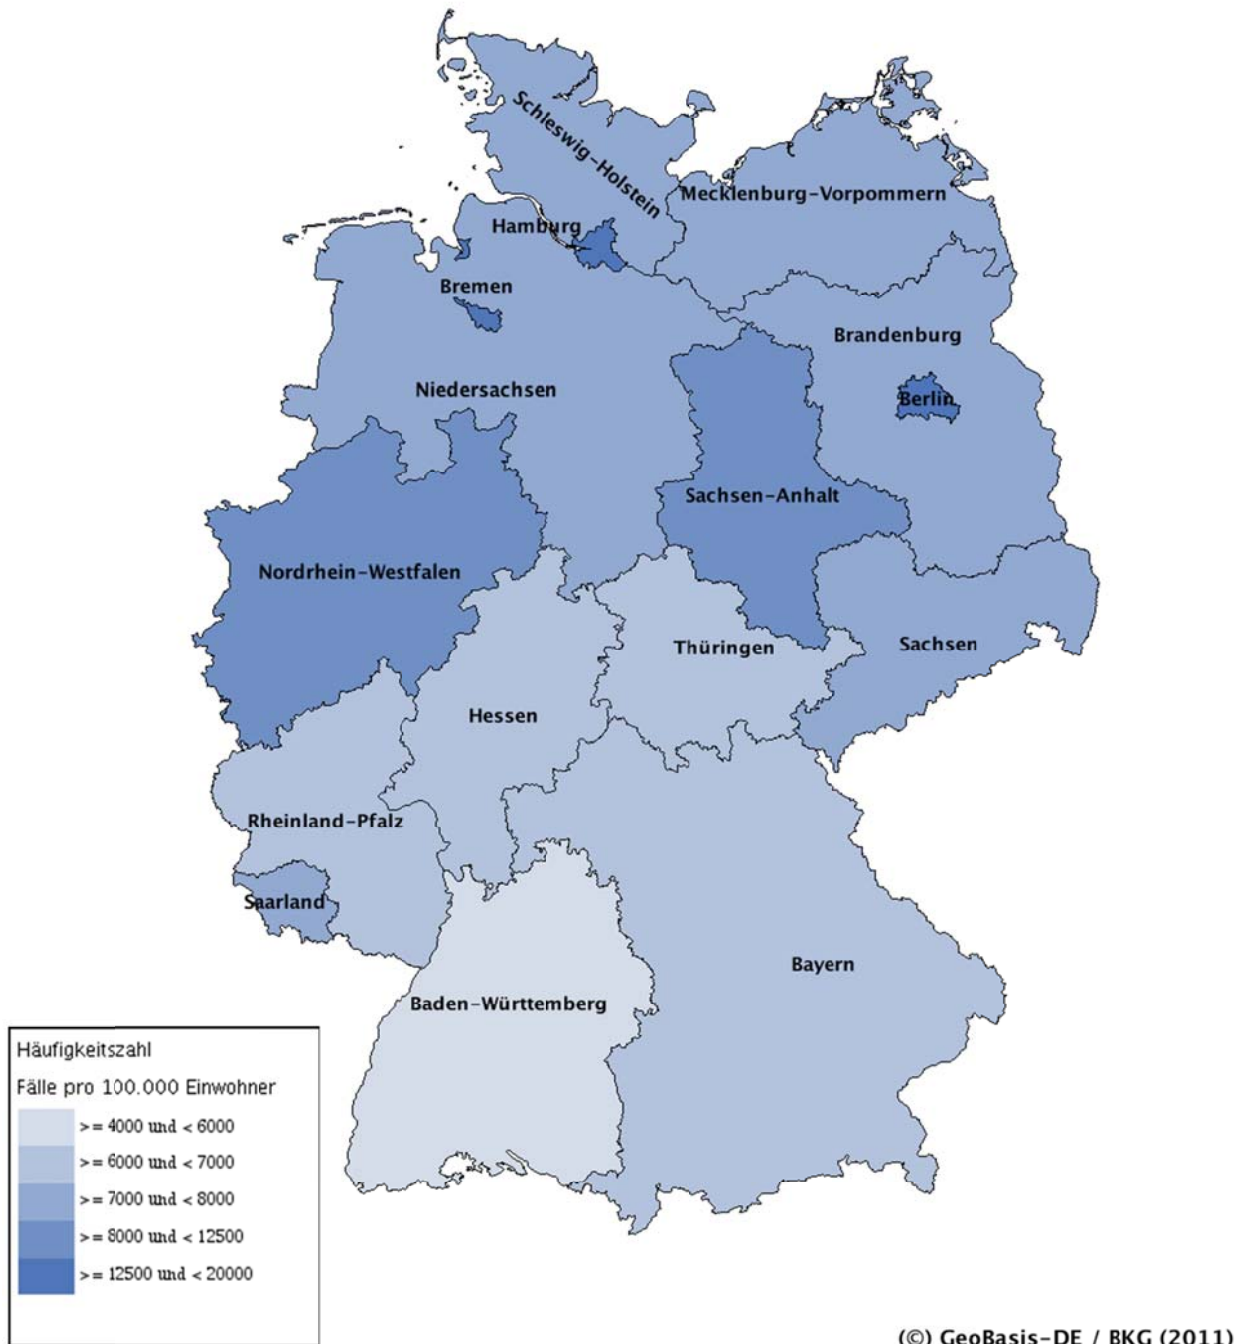 Schleswig-Holstein
Mecklenburg-Vorpommern
Hamburg
Bremen
Brandenburg
Niedersachsen
Berlin
Sachsen-Anhalt
Nordrhein-Westfalen
Sachsen
Thüringen
Hessen
Rheinland-Pfalz
Saarland
Bayern
Baden-Württemberg
Häufigkeitszahl
Fälle pro 100.000 Einwohner
>= 4000 und < 6000
>= 6000 und < 7000
>= 7000 und < 8000
>= 8000 und < 12500
>= 12500 und < 20000
(©) GeoBasis-DE / BKG (2011)